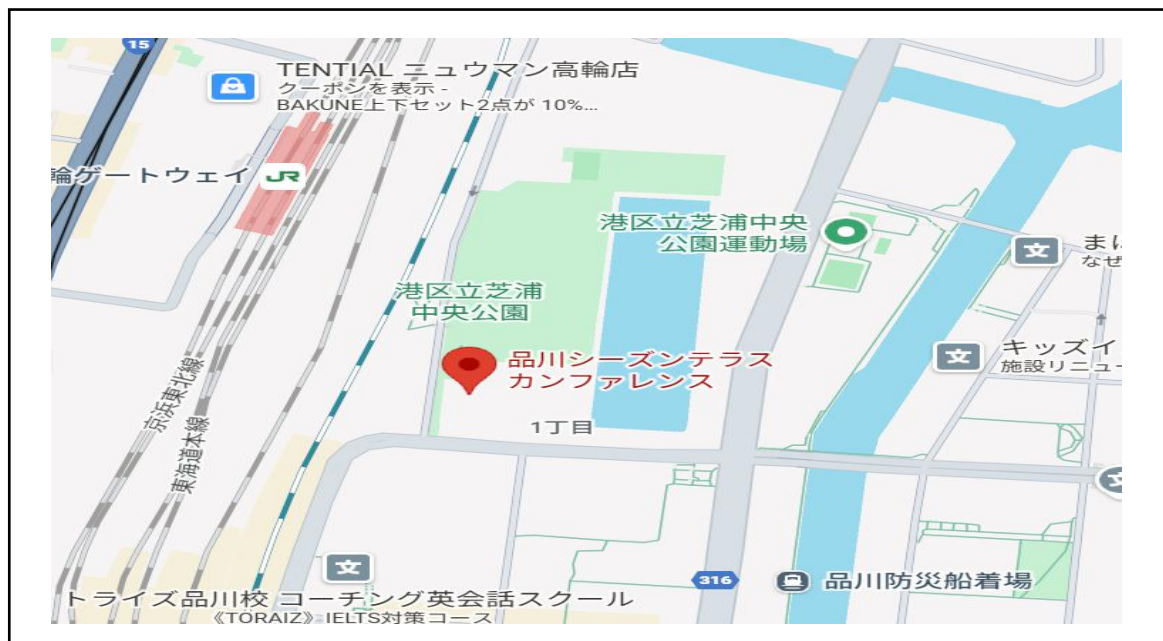 15
TENTIAL ニュウマン高輪店
クーポンを表示 -
BAKUNE上下セット2点が 10%...
輪ゲートウェイ
JR
港区立芝浦中央
公園運動場
港区立芝浦
中央公園
文
まに
なぜ
品川シーズンテラス
カンファレンス
文
キッズイ
施設リニュー
1丁目
京浜東北線
東海道本線
文
文
316
品川防災船着場
トライズ品川校 コーチング英会話スクール
《TORAIZ》 IELTS対策コース